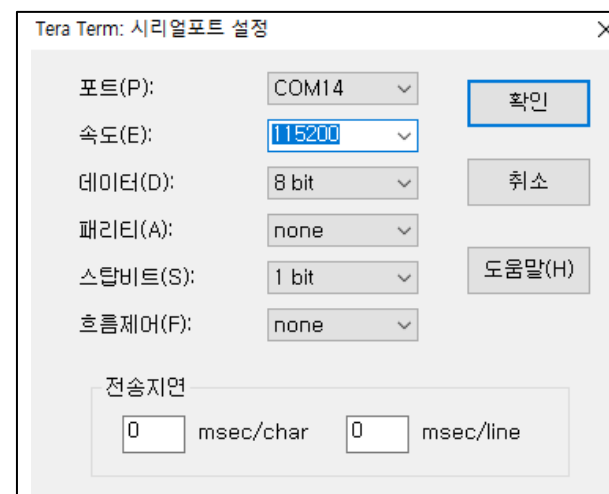 Tera Term: 시리얼포트 설정
포트(P): COM14 확인
속도(E): 115200
데이터(D): 8 bit 취소
패리티(A): none
스탑비트(S): 1 bit 도움말(H)
흐름제어(F): none
전송지연
0 msec/char 0 msec/line